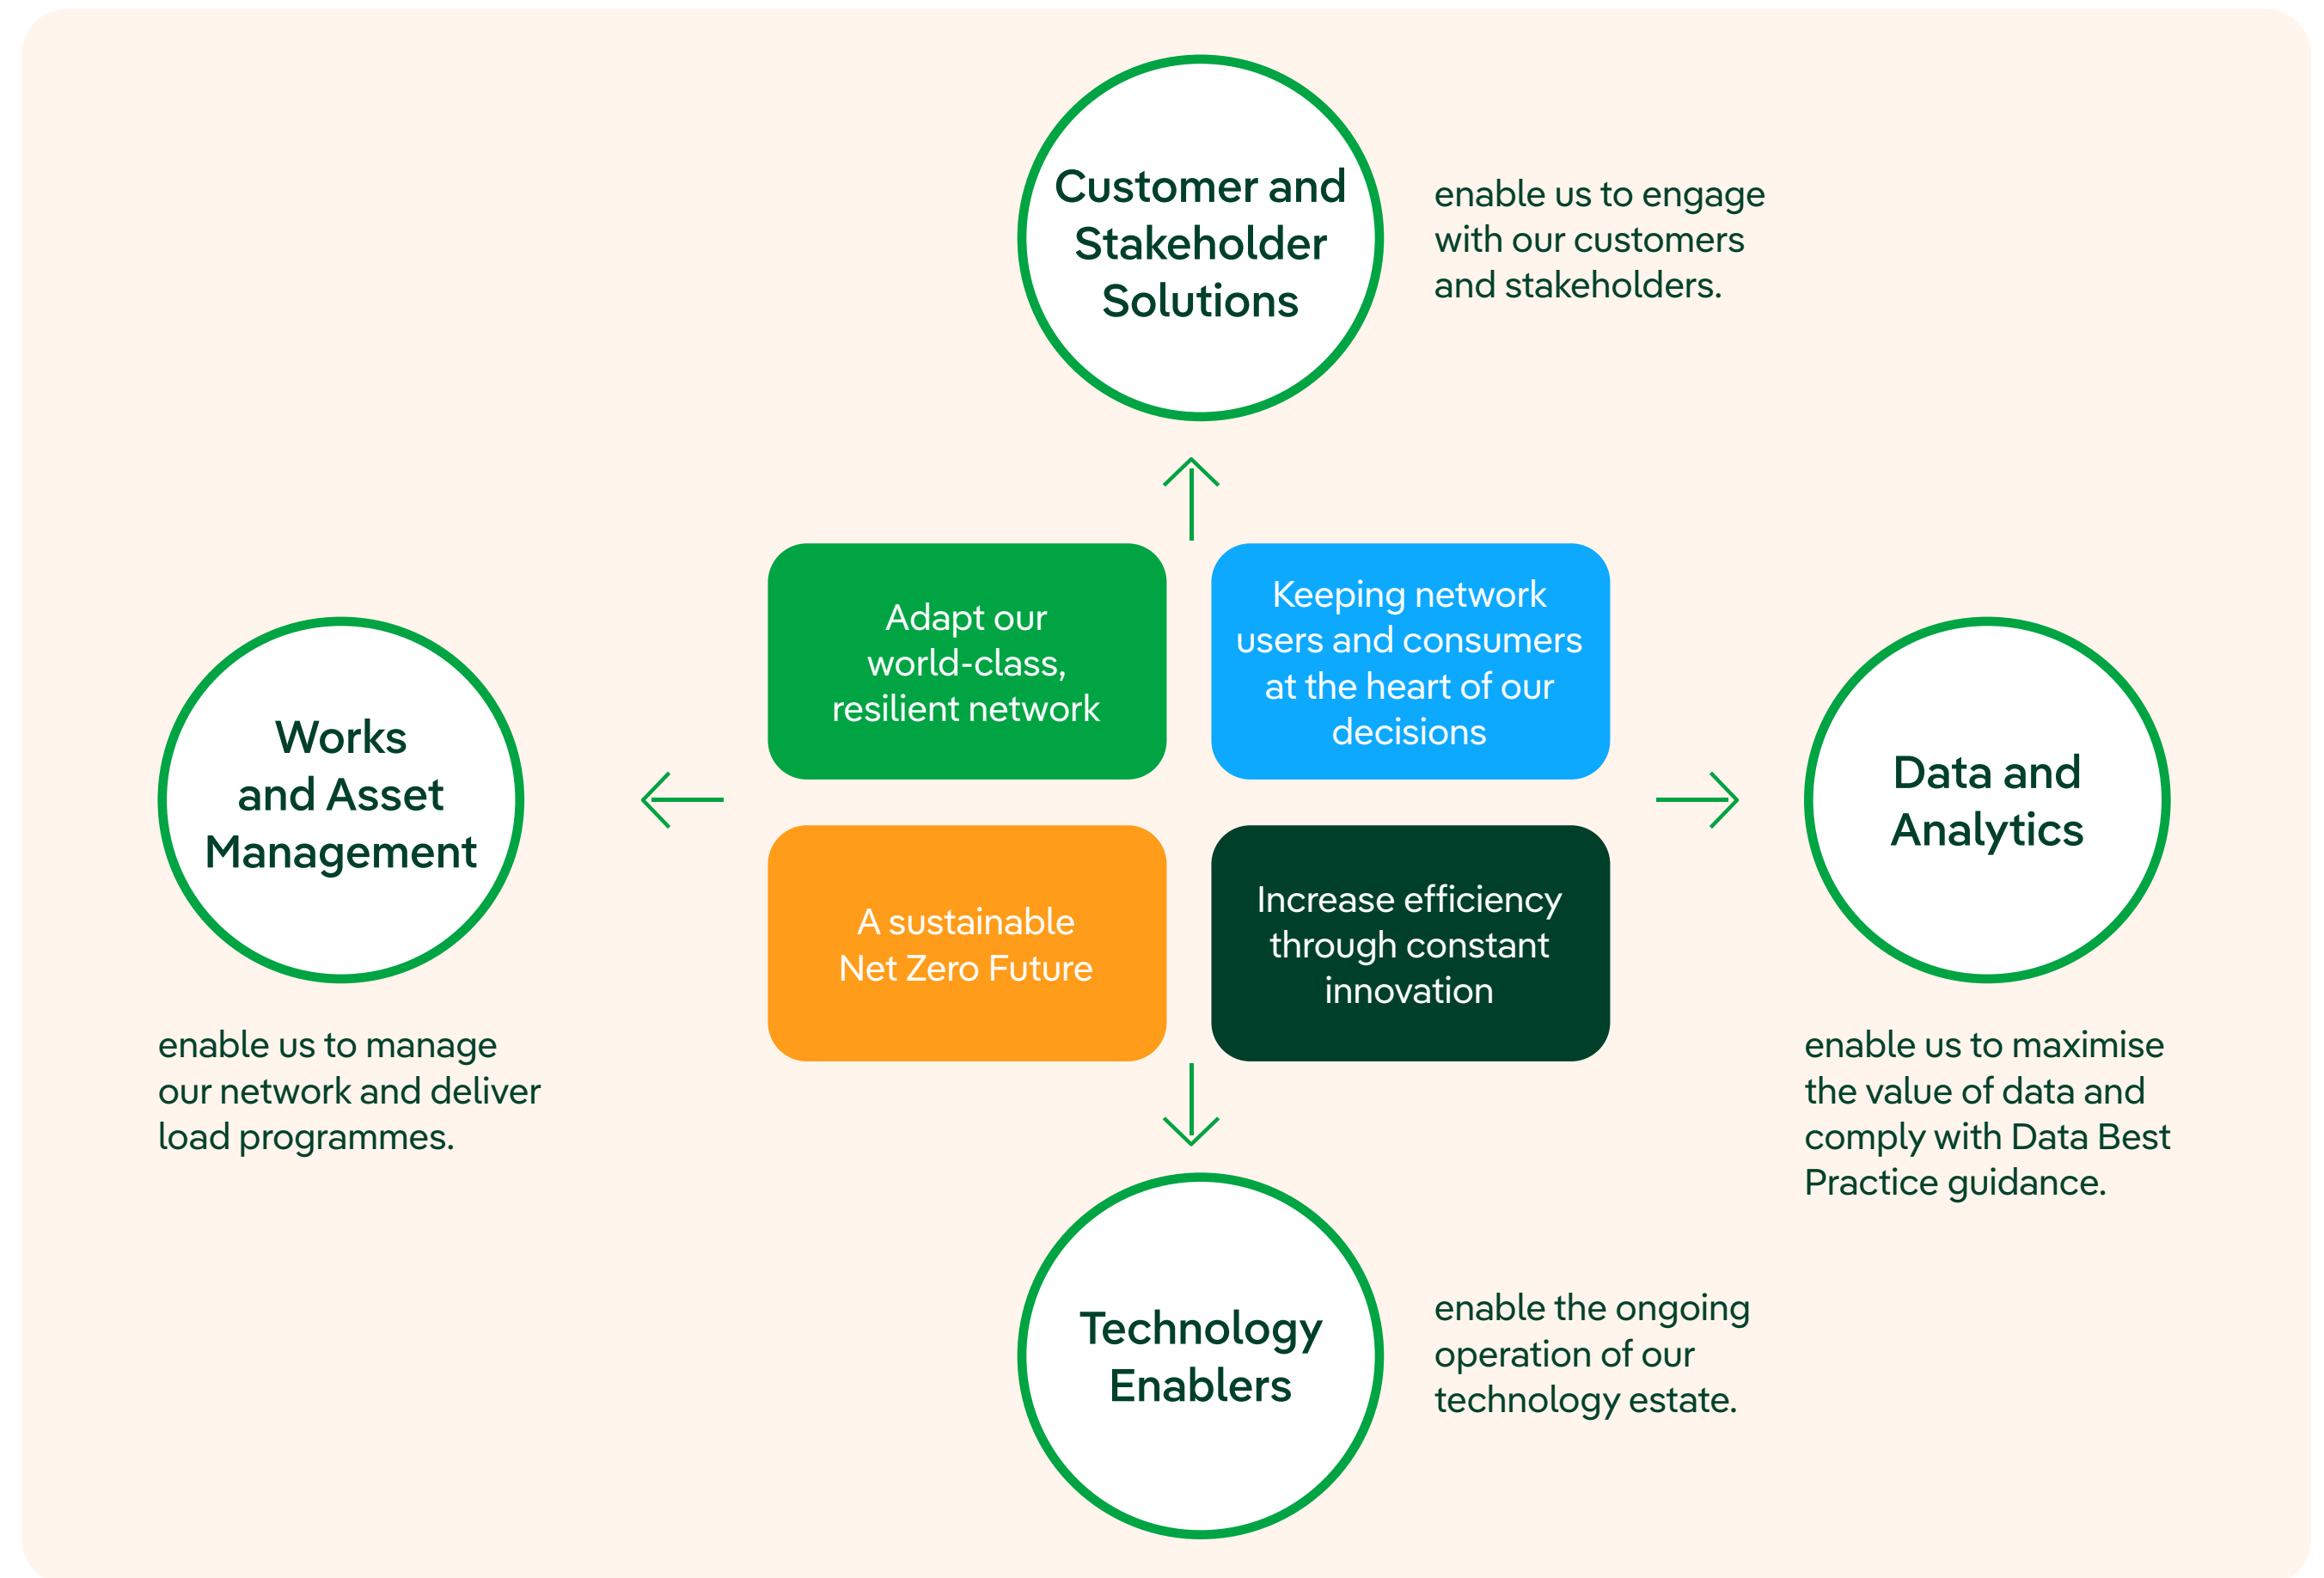 Customer and
Stakeholder
Solutions
enable us to engage
with our customers
and stakeholders.
Adapt our
world-class,
resilient network
Keeping network
users and consumers
at the heart of our
decisions
Works
and Asset
Management
enable us to manage
our network and deliver
load programmes.
A sustainable
Net Zero Future
Increase efficiency
through constant
innovation
Data and
Analytics
enable us to maximise
the value of data and
comply with Data Best
Practice guidance.
Technology
Enablers
enable the ongoing
operation of our
technology estate.